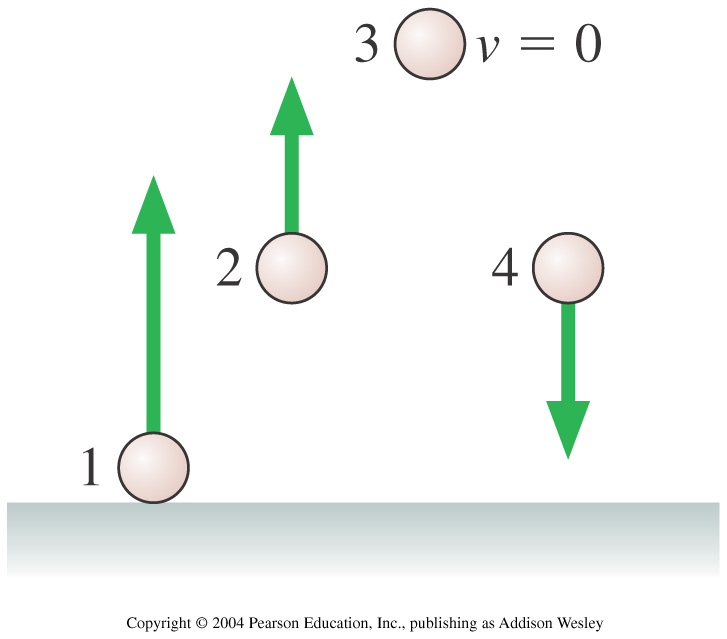 3 v = 0
2
4
1
Copyright © 2004 Pearson Education, Inc., publishing as Addison Wesley